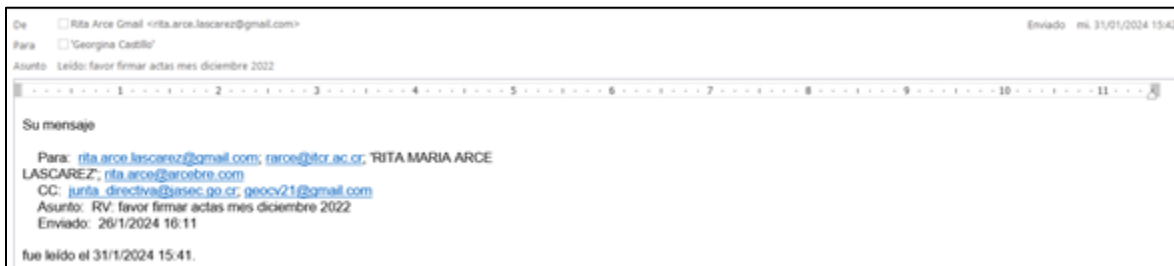 De Rita Arce Gmail <rita.arce.lascarez@gmail.com> Enviado mi. 31/01/2024 15:42
Para 'Georgina Castillo'
Asunto Leído: favor firmar actas mes diciembre 2022
1 2 3 4 5 6 7 8 9 10 11
Su mensaje
Para: rita.arce.lascarez@gmail.com; rarce@itcr.ac.cr; 'RITA MARIA ARCE
LASCAREZ'; rita.arce@arcebre.com
CC: junta_directiva@jasec.go.cr; geocv21@gmail.com
Asunto: RV: favor firmar actas mes diciembre 2022
Enviado: 26/1/2024 16:11
fue leído el 31/1/2024 15:41.